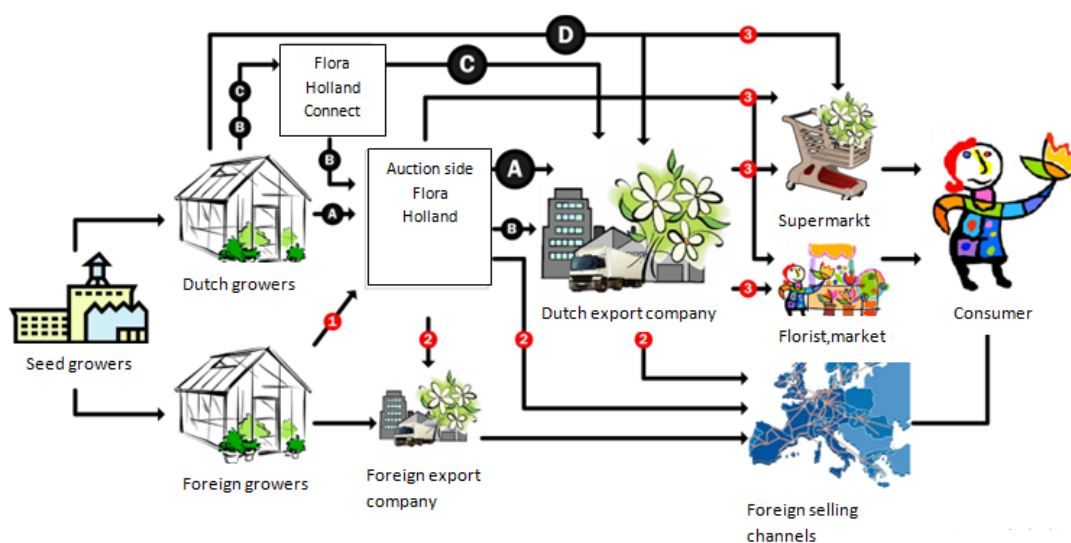 D
3
Flora
Holland
Connect
C
C
B
3
B
Auction side
Flora
Holland
A
3
A
B
Supermarkt
Dutch growers
3
Dutch export company
Florist,market
Consumer
1
2
2
2
Seed growers
Foreign growers
Foreign export
company
Foreign selling
channels